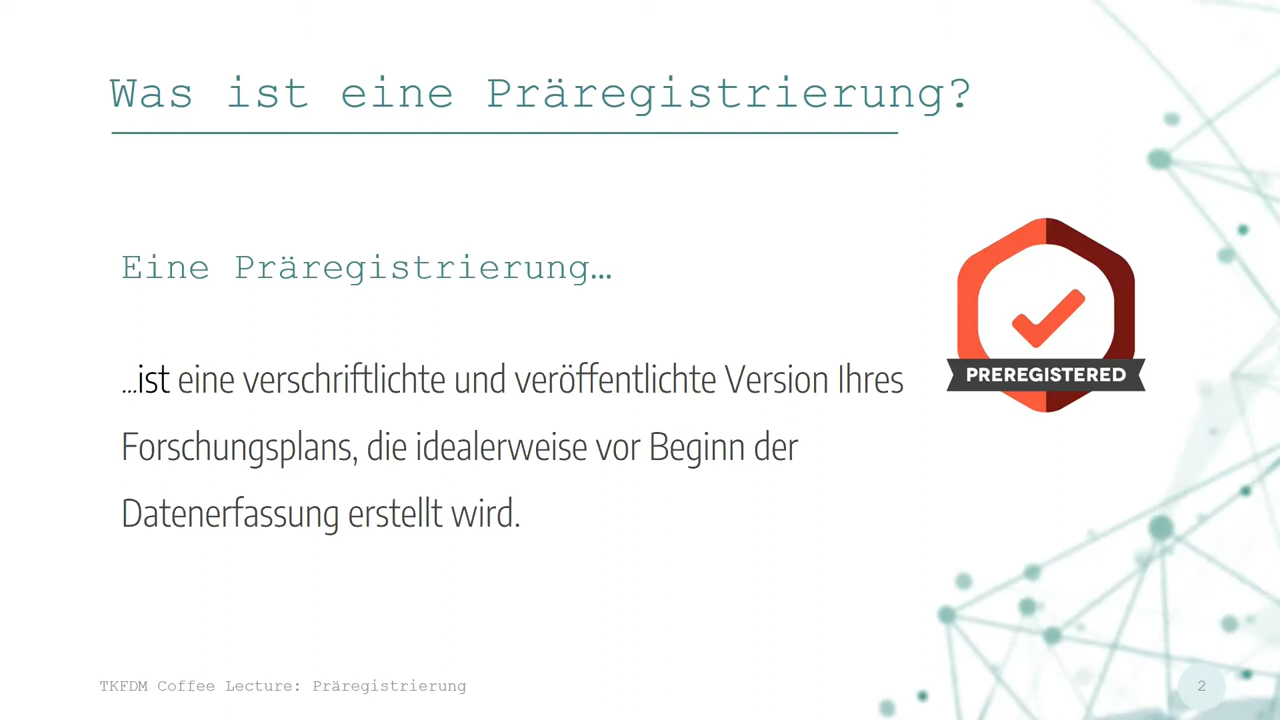 Was ist eine Präregistrierung?
Eine Präregistrierung…
…ist eine verschriftlichte und veröffentlichte Version Ihres
Forschungsplans, die idealerweise vor Beginn der
Datenerfassung erstellt wird.
PREREGISTERED
TKFDM Coffee Lecture: Präregistrierung
2